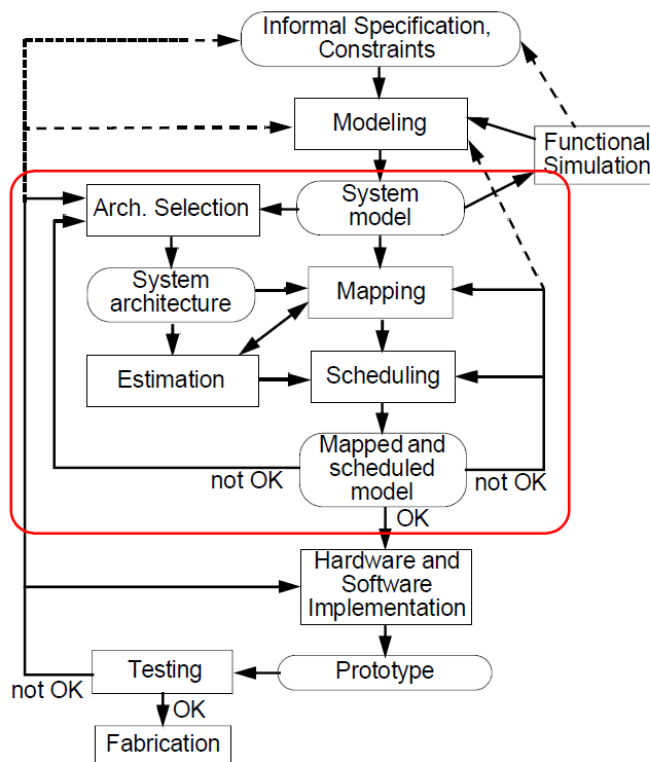 Informal Specification,
Constraints
Modeling
Functional
Simulation
Arch. Selection
System
model
System
architecture
Mapping
Estimation
Scheduling
Mapped and
scheduled
model
not OK
not OK
OK
Hardware and
Software
Implementation
Testing
Prototype
not OK
OK
Fabrication